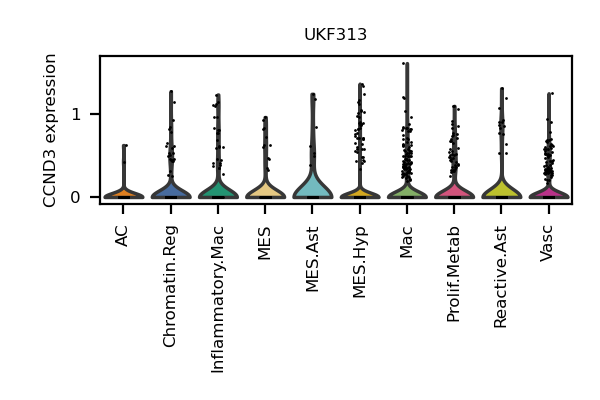 UKF313
CCND3 expression
1
0
AC
Chromatin.Reg
Inflammatory.Mac
MES
MES.Ast
MES.Hyp
Mac
Prolif.Metab
Reactive.Ast
Vasc